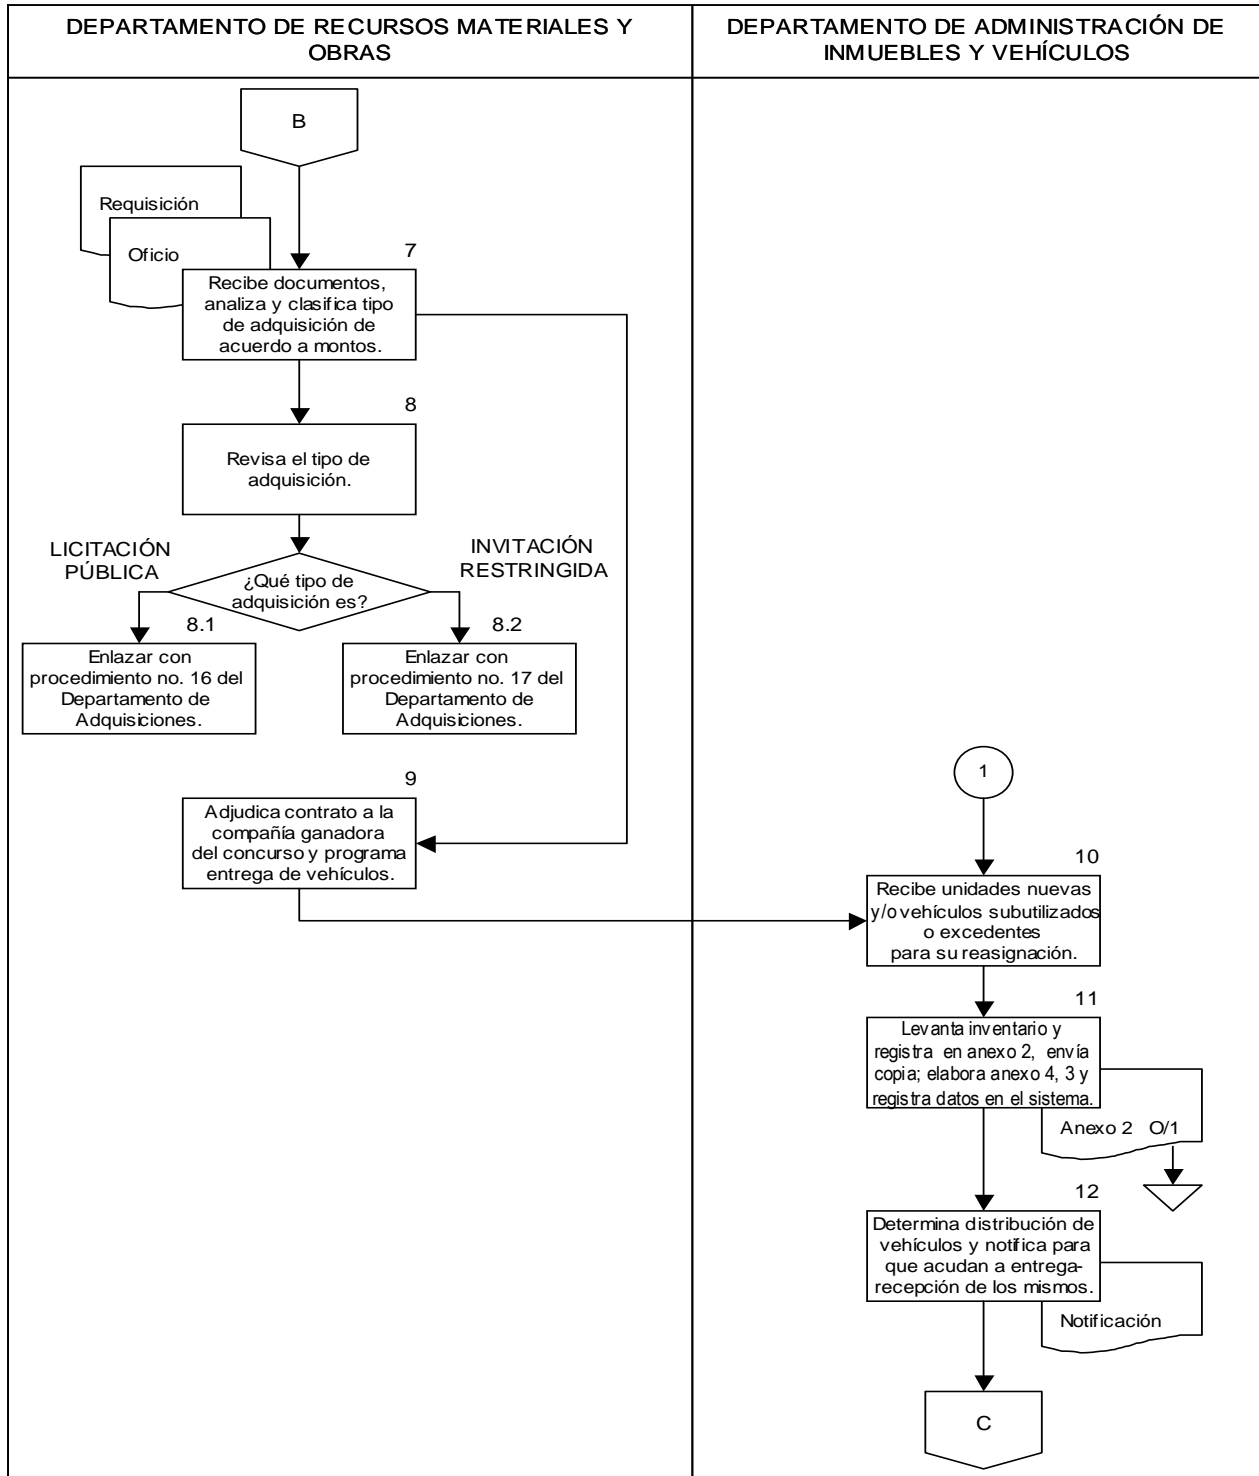 DEPARTAMENTO DE RECURSOS MATERIALES Y
OBRAS
DEPARTAMENTO DE ADMINISTRACIÓN DE
INMUEBLES Y VEHÍCULOS
B
Requisición
Oficio
7
Recibe documentos,
analiza y clasifica tipo
de adquisición de
acuerdo a montos.
8
Revisa el tipo de
adquisición.
LICITACIÓN
PÚBLICA
INVITACIÓN
RESTRINGIDA
¿Qué tipo de
adquisición es?
8.1
Enlazar con
procedimiento no. 16 del
Departamento de
Adquisiciones.
8.2
Enlazar con
procedimiento no. 17 del
Departamento de
Adquisiciones.
9
Adjudica contrato a la
compañía ganadora
del concurso y programa
entrega de vehículos.
1
10
Recibe unidades nuevas
y/o vehículos subutilizados
o excedentes
para su reasignación.
11
Levanta inventario y
registra en anexo 2, envía
copia; elabora anexo 4, 3 y
registra datos en el sistema.
Anexo 2 O/1
12
Determina distribución de
vehículos y notifica para
que acudan a entrega-
recepción de los mismos.
Notificación
C